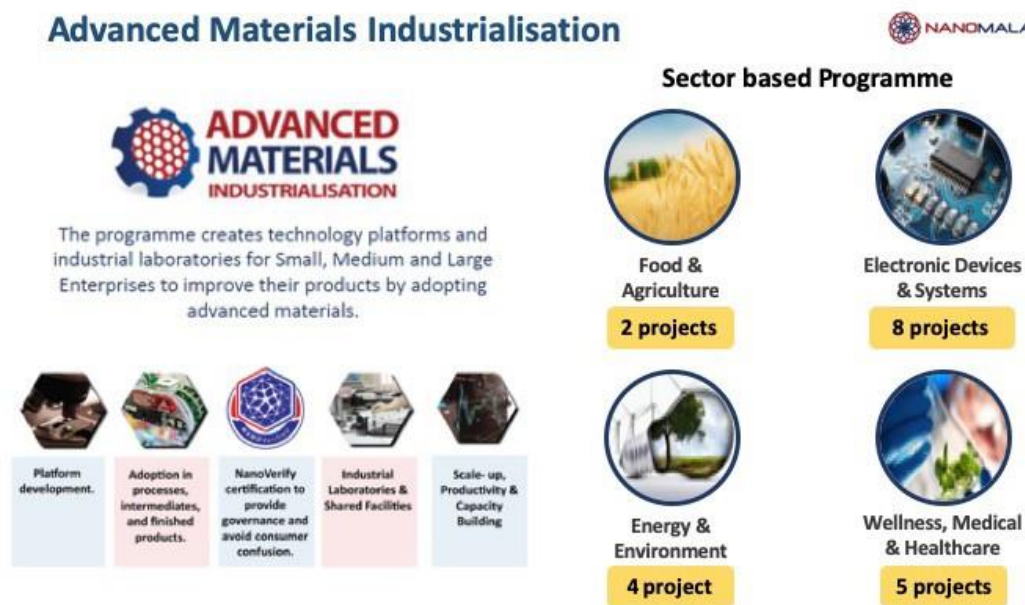 Advanced Materials Industrialisation
NANOMALA
ADVANCED
MATERIALS
INDUSTRIALISATION
The programme creates technology platforms and
industrial laboratories for Small, Medium and Large
Enterprises to improve their products by adopting
advanced materials.
Platform
development.
Adoption in
processes,
intermediates,
and finished
products.
NanoVerify
certification to
provide
governance and
avoid consumer
confusion.
Industrial
Laboratories &
Shared Facilities
Scale- up,
Productivity &
Capacity
Building
Sector based Programme
Food &
Agriculture
2 projects
Electronic Devices
& Systems
8 projects
Energy &
Environment
4 project
Wellness, Medical
& Healthcare
5 projects